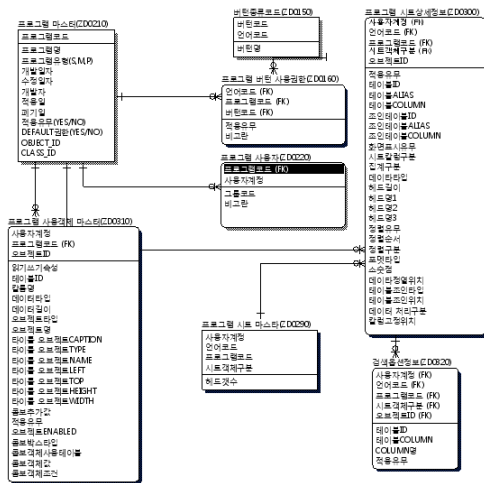 프로그램 마스터(ZD0210)
프로그램코드
프로그램명
프로그램유형(S,M,P)
개발일자
수정일자
개발자
적용일
폐기일
적용유무(YES/NO)
DEFAULT권한(YES/NO)
OBJECT_ID
CLASS_ID
버턴종류코드(ZD0150)
버턴코드
언어코드
버턴명
프로그램 버턴 사용권한(ZD0160)
언어코드 (FK)
프로그램코드 (FK)
버턴코드 (FK)
적용유무
비고란
프로그램 사용자(ZD0220)
프로그램코드 (FK)
사용자계정
그룹코드
비고란
프로그램 시트상세정보(ZD0300)
사용자계정 (FK)
언어코드 (FK)
프로그램코드 (FK)
시트객체구분 (FK)
오브젝트ID
적용유무
테이블ID
테이블ALIAS
테이블COLUMN
조인테이블ID
조인테이블ALIAS
조인테이블COLUMN
화면표시유무
시트칼럼구분
집계구분
데이타타입
헤드길이
헤드명1
헤드명2
헤드명3
정렬유무
정렬순서
정렬구분
포멧타입
소숫점
데이타정열위치
테이블조인타입
테이블조인위치
데이터 처리구분
칼럼고정위치
프로그램 사용객체 마스터(ZD0310)
사용자계정
프로그램코드 (FK)
오브젝트ID
읽기쓰기속성
테이블ID
칼럼명
데이터타입
데이터길이
오브젝트타입
오브젝트명
타이틀 오브젝트CAPTION
타이틀 오브젝트TYPE
타이틀 오브젝트NAME
타이틀 오브젝트LEFT
타이틀 오브젝트TOP
타이틀 오브젝트HEIGHT
타이틀 오브젝트WIDTH
콤보추가값
적용유무
오브젝트ENABLED
콤보박스타입
콤보객체사용테이블
콤보객체값
콤보객체조건
프로그램 시트 마스타(ZD0290)
사용자계정
언어코드
프로그램코드
시트객체구분
헤드갯수
검색옵션정보(ZD0320)
사용자계정 (FK)
언어코드 (FK)
프로그램코드 (FK)
시트객체구분 (FK)
오브젝트ID (FK)
테이블ID
테이블COLUMN
COLUMN명
적용유무